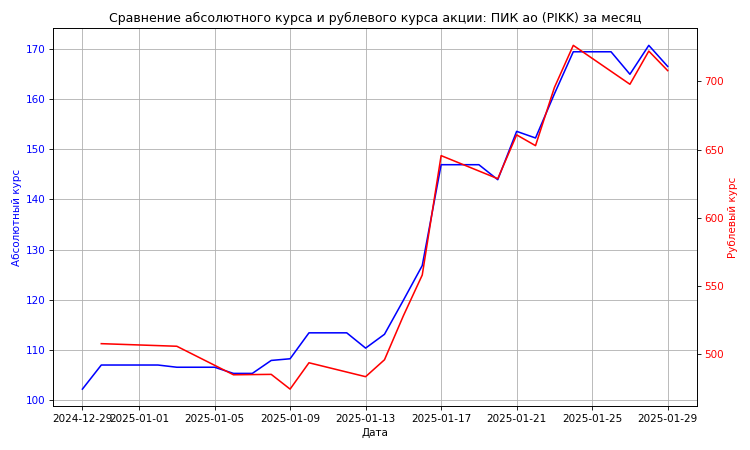 Сравнение абсолютного курса и рублевого курса акции: ПИК ао (PIKK) за месяц
170
160
150
140
130
120
110
100
Абсолютный курс
700
650
600
550
500
Рублевый курс
2024-12-29 2025-01-01 2025-01-05 2025-01-09 2025-01-13 2025-01-17 2025-01-21 2025-01-25 2025-01-29
Дата